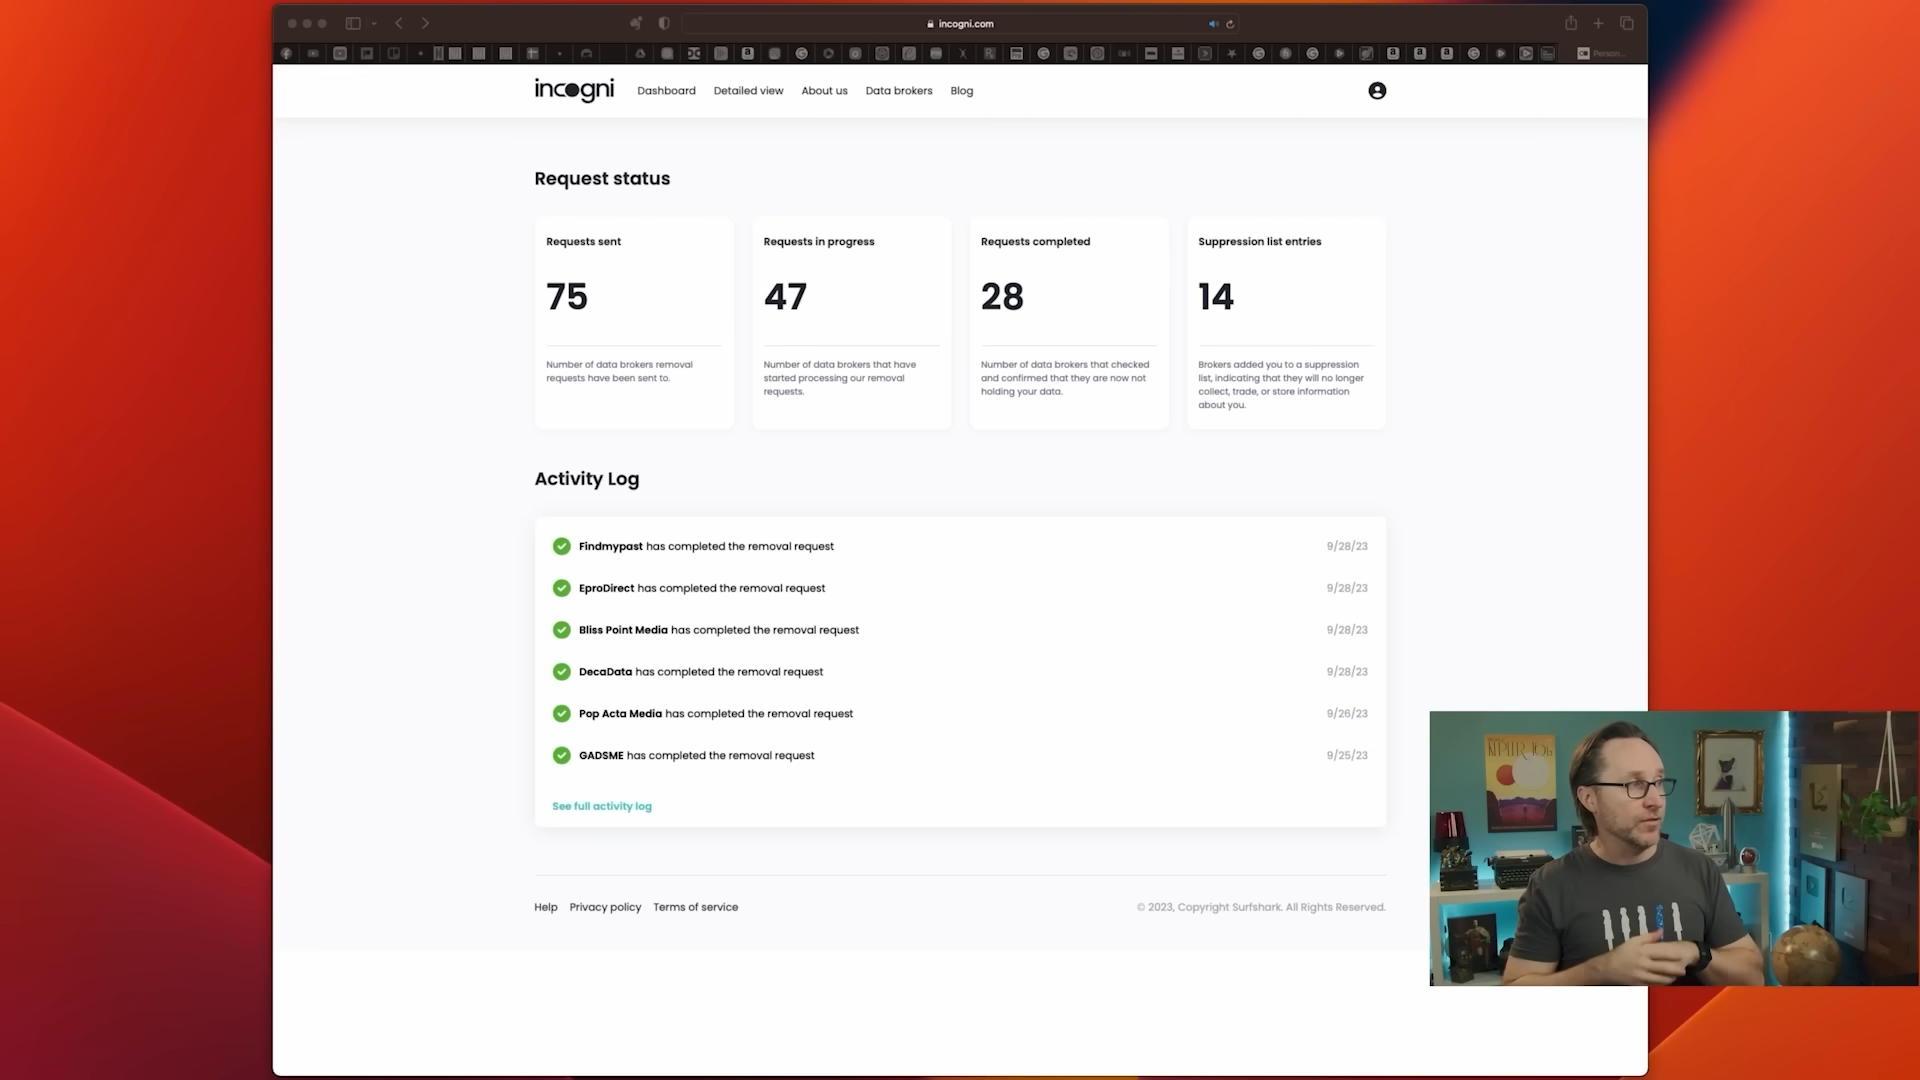 incogni.com
Person...
incogni
Dashboard
Detailed view
About us
Data brokers
Blog
Request status
Requests sent
75
Number of data brokers removal
requests have been sent to.
Requests in progress
47
Number of data brokers that have
started processing our removal
requests.
Requests completed
28
Number of data brokers that checked
and confirmed that they are now not
holding your data.
Suppression list entries
14
Brokers added you to a suppression
list, indicating that they will no longer
collect, trade, or store information
about you.
Activity Log
Findmypast has completed the removal request
9/28/23
EproDirect has completed the removal request
9/28/23
Bliss Point Media has completed the removal request
9/28/23
DecaData has completed the removal request
9/28/23
Pop Acta Media has completed the removal request
9/26/23
GADSME has completed the removal request
9/25/23
See full activity log
Help
Privacy policy
Terms of service
© 2023, Copyright Surfshark. All Rights Reserved.